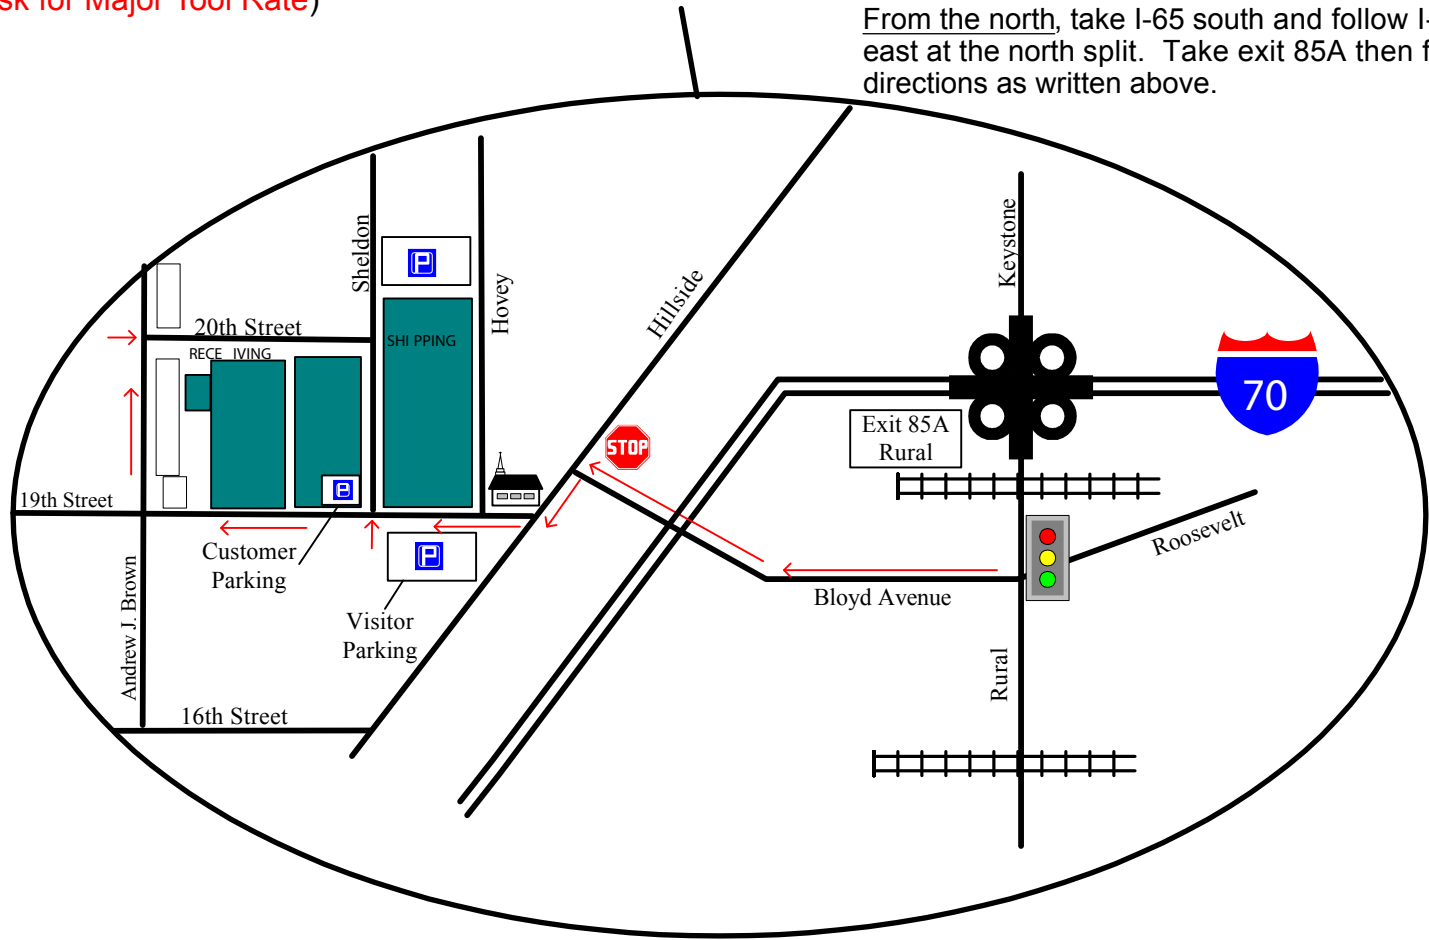 sk for Major Tool Rate)
From the north, take I-65 south and follow I-
east at the north split.  Take exit 85A then f
directions as written above.
Sheldon
Hovey
Hillside
Keystone
20th Street
RECE IVING
SHI PPING
STOP
70
Exit 85A
Rural
19th Street
Roosevelt
Customer
Parking
Andrew J. Brown
Visitor
Parking
Bloyd Avenue
Rural
16th Street
P
P
P